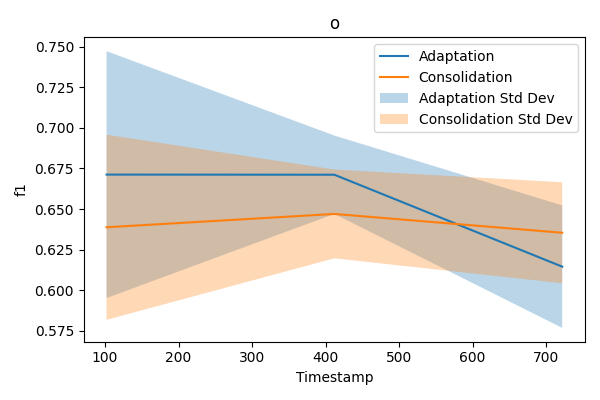 o
0.750
0.725
0.700
0.675
0.650
0.625
0.600
0.575
f1
Adaptation
Consolidation
Adaptation Std Dev
Consolidation Std Dev
100 200 300 400 500 600 700
Timestamp